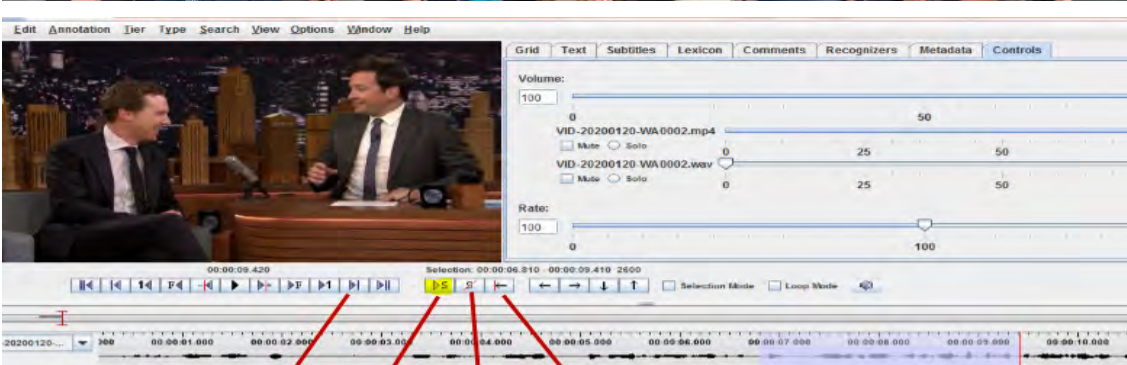 Edit Annotation Tier Type Search View Options Window Help
Grid Text Subtitles Lexicon Comments Recognizers Metadata Controls
Volume:
100
0 50
VID-20200120-WA0002.mp4
Mute Solo
0 25 50
VID-20200120-WA0002.wav
Mute Solo
0 25 50
Rate:
100
0 100
00:00:09.420
Selection: 00:00:06.810 - 00:00:09.410 2600
1 F F 1 S S
Selection Mode Loop Mode
-20200120-... 000 00:00:01.000 00:00:02.000 00:00:03.000 00:00:04.000 00:00:05.000 00:00:06.000 00:00:07.000 00:00:08.000 00:00:09.000 00:00:10.000